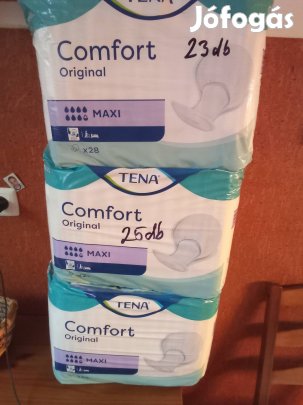 Jófogás
TENA
Comfort
Original
23db
MAXI
x28
TENA
Comfort
Original
25db
MAXI
TENA
Comfort
Original
MAXI